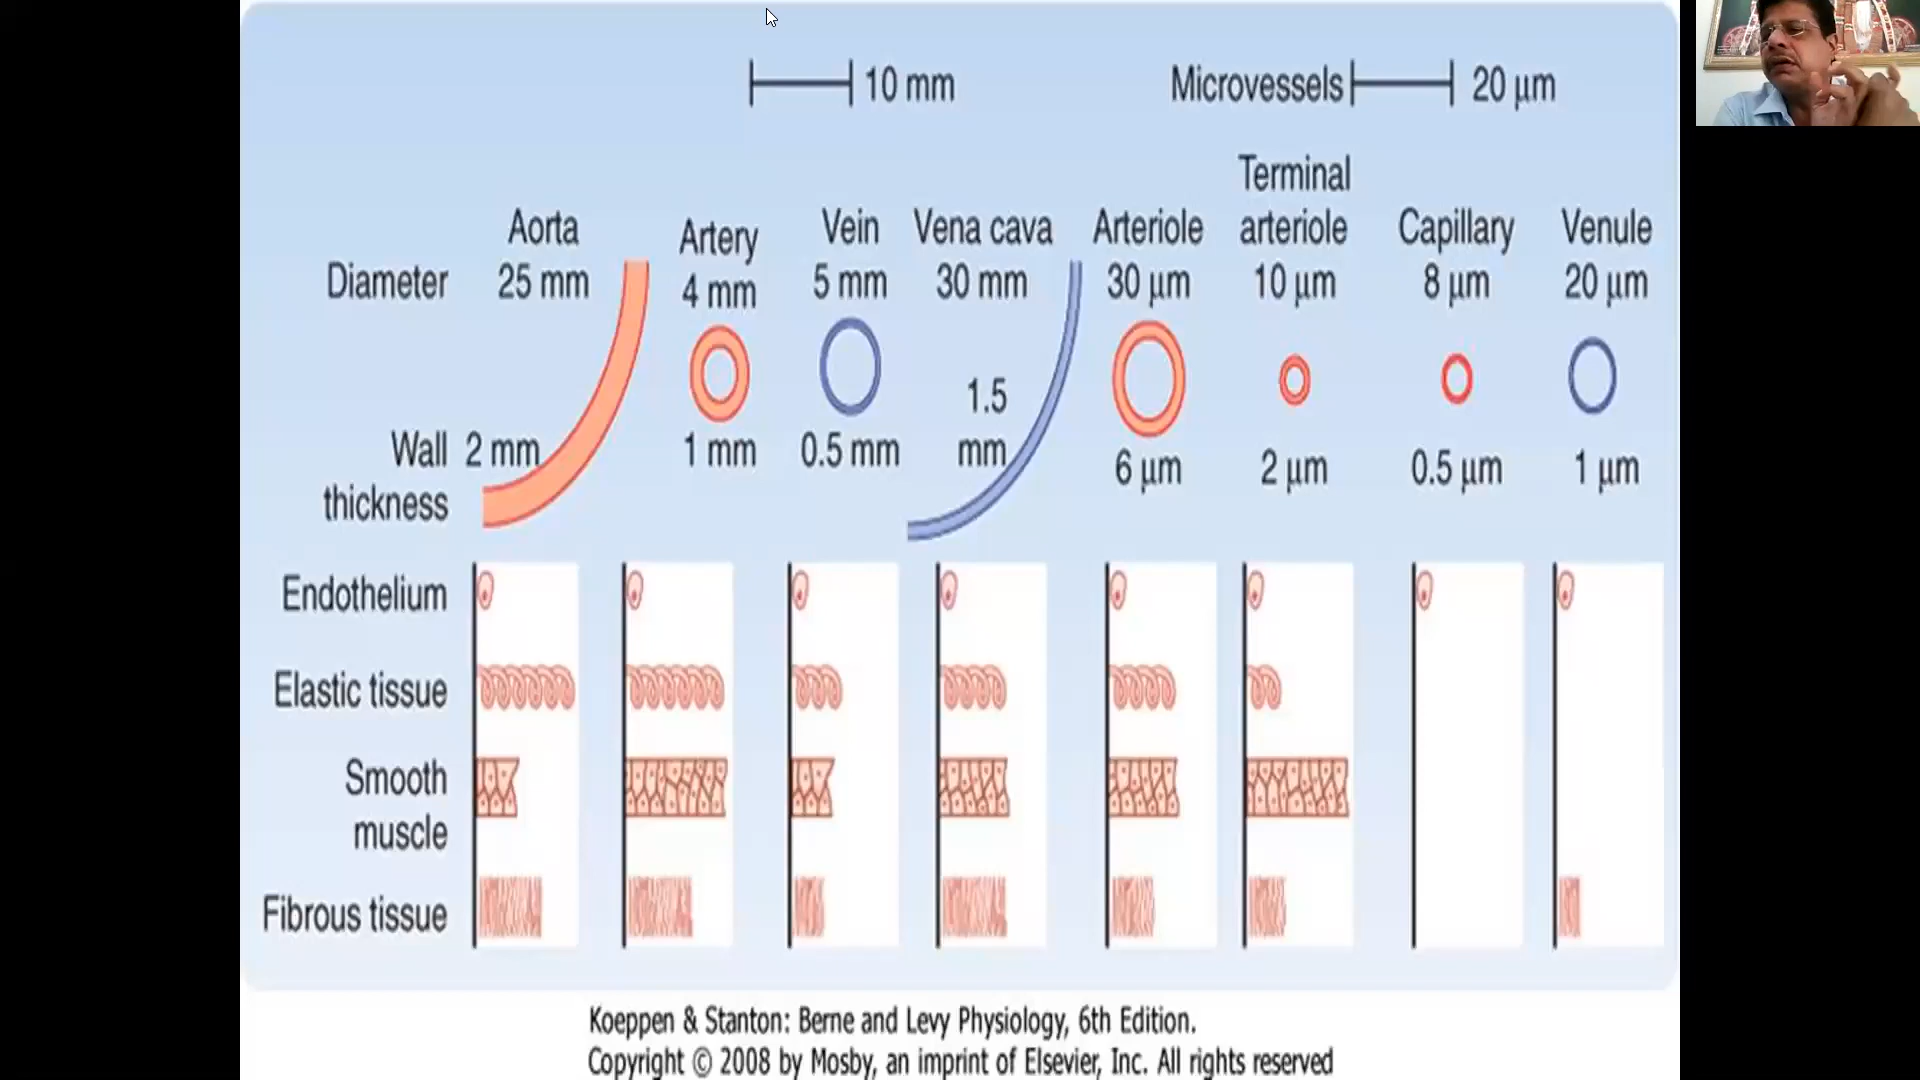 10 mm
Microvessels 20 µm
Aorta Artery Vein Vena cava Arteriole Terminal arteriole Capillary Venule
Diameter 25 mm 4 mm 5 mm 30 mm 30 µm 10 µm 8 µm 20 µm
Wall thickness 2 mm 1 mm 0.5 mm 1.5 mm 6 µm 2 µm 0.5 µm 1 µm
Endothelium
Elastic tissue
Smooth
muscle
Fibrous tissue
Koeppen & Stanton: Berne and Levy Physiology, 6th Edition.
Copyright © 2008 by Mosby, an imprint of Elsevier, Inc. All rights reserved